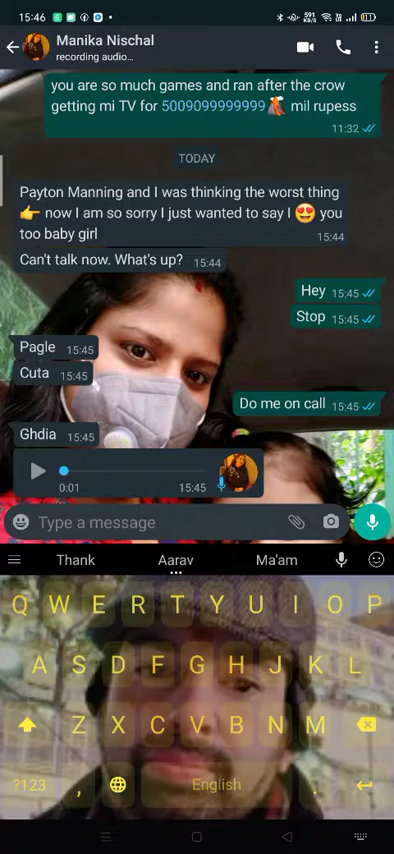 15:46
591
KB/S
Manika Nischal
recording audio…
you are so much games and ran after the crow
getting mi TV for 5009099999999🌋 mil rupess
11:32
TODAY
Payton Manning and I was thinking the worst thing
👉 now I am so sorry I just wanted to say I 😍 you
too baby girl
15:44
Can't talk now. What's up? 15:44
Hey 15:45
Stop 15:45
Pagle 15:45
Cuta 15:45
Do me on call 15:45
Ghdia 15:45
0:01 15:45
Type a message
Thank Aarav Ma'am
Q W E R T Y U I O P
A S D F G H J K L
Z X C V B N M
?123 , English .